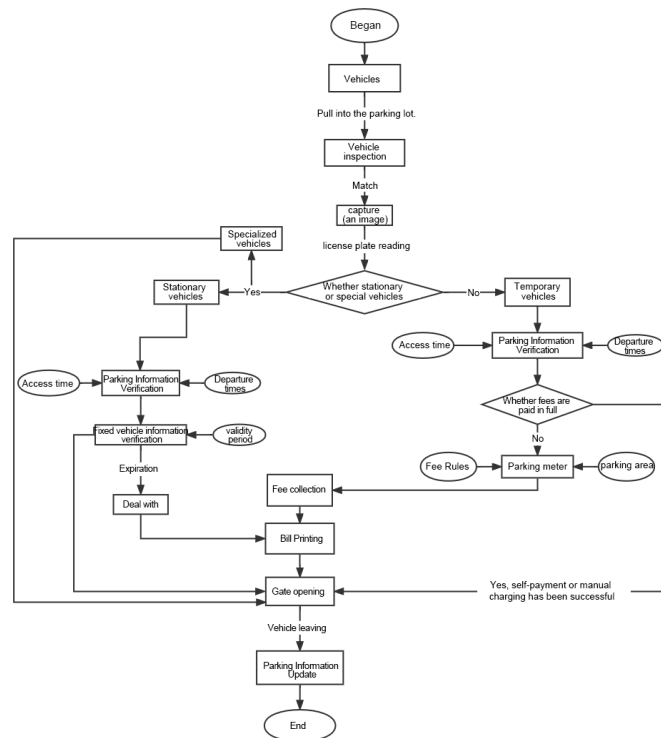 Began
Vehicles
Pull into the parking lot.
Vehicle
inspection
Match
capture
(an image)
license plate reading
Specialized
vehicles
Whether stationary
or special vehicles
Stationary
vehicles
Yes
No
Temporary
vehicles
Access time
Parking Information
Verification
Departure
times
Access time
Parking Information
Verification
Departure
times
Whether fees are
paid in full
Fixed vehicle information
verification
validity
period
No
Expiration
Fee Rules
Parking meter
parking area
Deal with
Fee collection
Bill Printing
Gate opening
Yes, self-payment or manual
charging has been successful
Vehicle leaving
Parking Information
Update
End